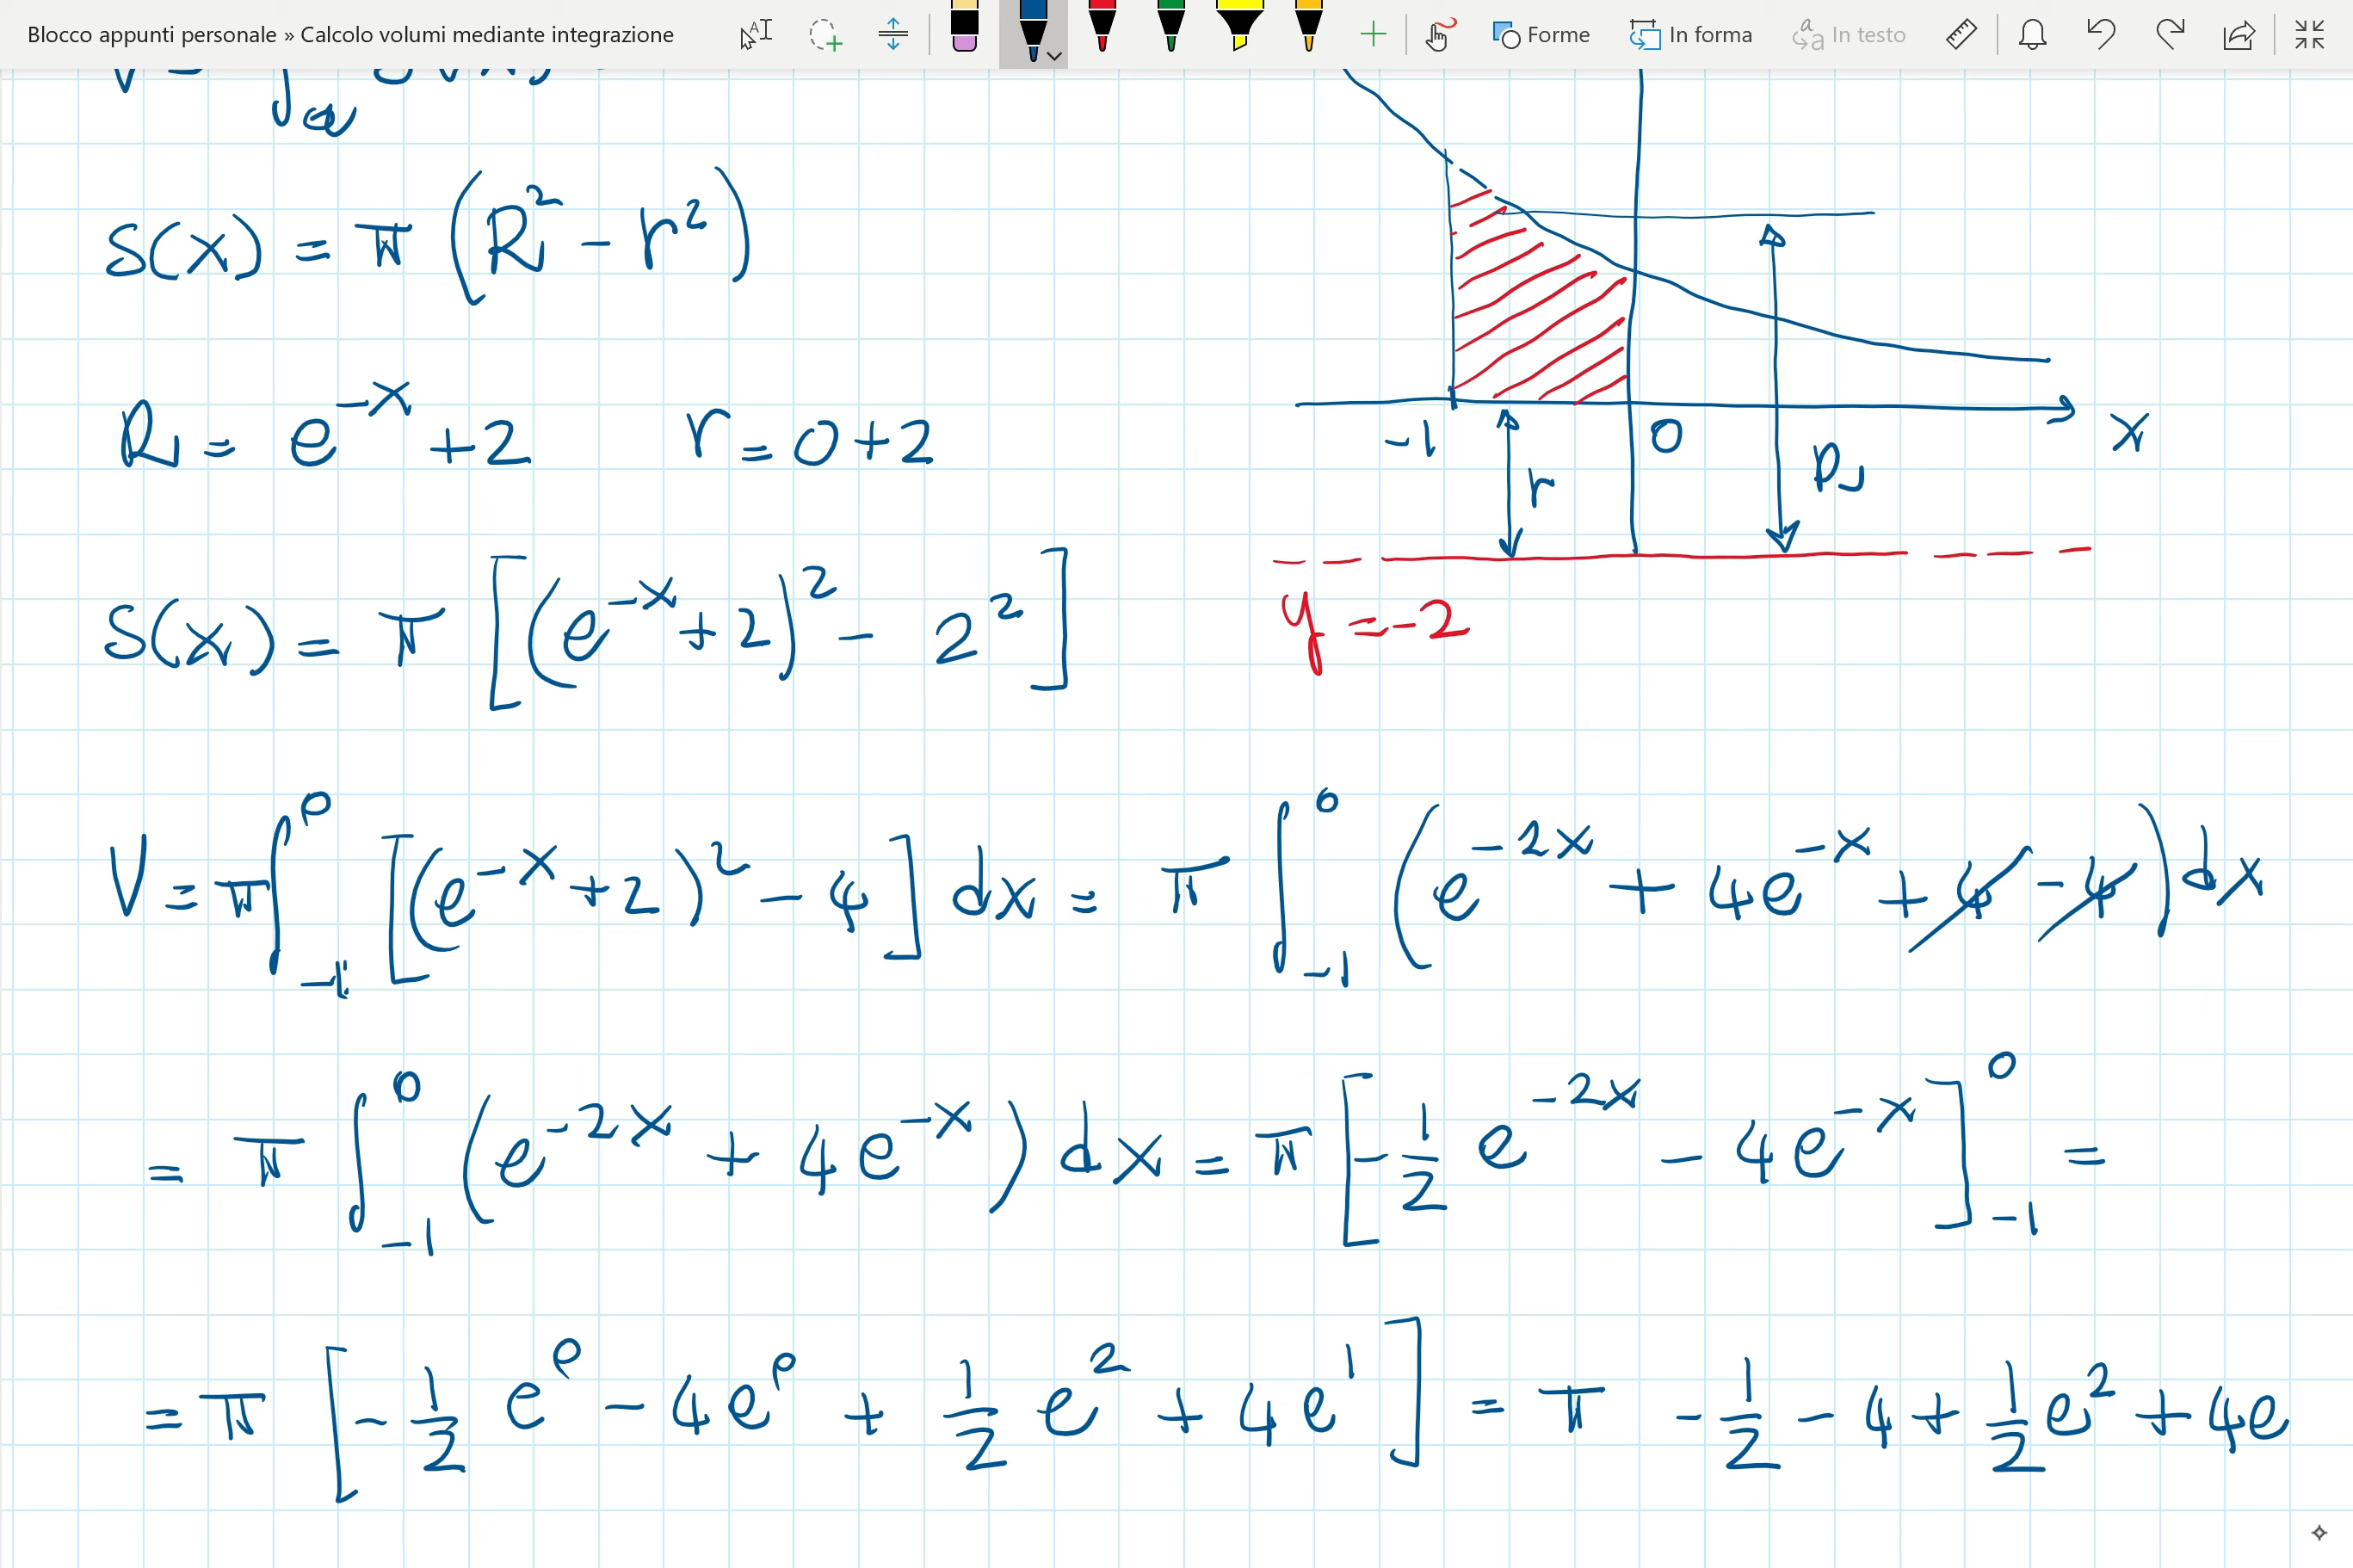 Blocco appunti personale » Calcolo volumi mediante integrazione
Forme
In forma
In testo
S(x) = π (R² − r²)
R = e^{-x} + 2    r = 0 + 2
-1
0
x
r
R
y = -2
S(x) = π [(e^{-x} + 2)² − 2²]
V = π ∫_{-1}^{0} [(e^{-x} + 2)² − 4] dx = π ∫_{-1}^{0} (e^{-2x} + 4e^{-x} + 4 − 4) dx
= π ∫_{-1}^{0} (e^{-2x} + 4e^{-x}) dx = π [−1/2 e^{-2x} − 4e^{-x}]_{-1}^{0} =
= π [−1/2 e^0 − 4e^0 + 1/2 e^2 + 4e^1] = π −1/2 − 4 + 1/2 e² + 4e